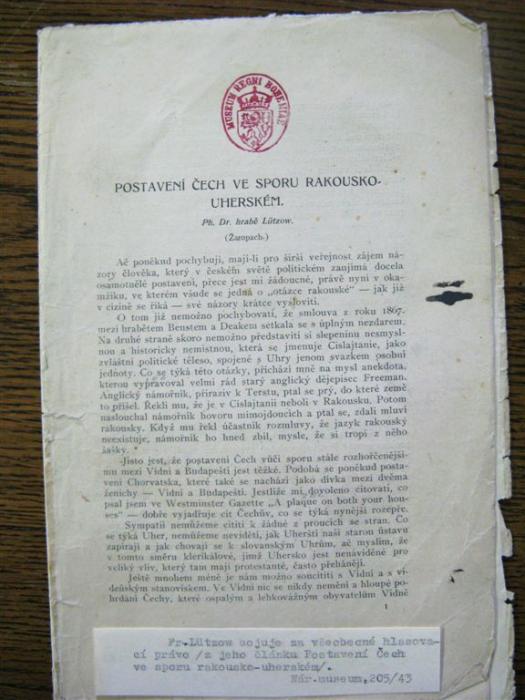 MUSEUM REGNI BOHEMIAE
POSTAVENÍ ČECH VE SPORU RAKOUSKO-
UHERSKÉM.
Ph. Dr. hrabě Lützow.
(Žampach.)
Ač poněkud pochybuji, mají-li pro širší veřejnost zájem ná-
zory člověka, který v českém světě politickém zaujímá docela
osamotnělé postavení, přece jest mi žádoucné, právě nyní v oka-
mžiku, ve kterém všude se jedná o „otázce rakouské" — jak již
v cizině se říká — své názory krátce vysloviti.
O tom již nemožno pochybovati, že smlouva z roku 1867.
mezi hrabětem Beustem a Deakem setkala se s úplným nezdarem.
Na druhé straně skoro nemožno představiti si slepeninu nesmysl-
nou a historicky nemístnou, která se jmenuje Cislajtanie, jako
zvláštní politické těleso, spojené s Uhry jenom svazkem osobní
jednoty. Co se týká této otázky, přichází mně na mysl anekdota,
kterou vypravoval velmi rád starý anglický dějepisec Freeman.
Anglický námořník, přiraziv k Terstu, ptal se prý, do které země
to přišel. Řekli mu, že je v Cislajtanii neboli v Rakousku. Potom
naslouchal námořník hovoru mimojdoucích a ptal se, zdali mluví
rakousky. Když mu řekl účastník rozmluvy, že jazyk rakouský
neexistuje, námořník ho hned zbil, mysle, že si tropí z něho
šašky.
Jisto jest, že postavení Čech vůči sporu stále rozhořčenější-
mu mezi Vídní a Budapeští jest těžké. Podobá se poněkud posta-
vení Chorvatska, které také se nachází jako dívka mezi dvěma
ženichy — Vídní a Budapeští. Jestliže mi dovoleno citovati, co
psal jsem ve Westminster Gazette „A plaque on both your hou-
ses" — dobře vyjadřuje cit Čechův, co se týká nynější rozepře.
Sympatii nemůžeme cítiti k žádné z proucích se stran. Co
se týká Uher, nemůžeme neviděti, jak Uherští naši starou ústavu
zapírají a jak chovají se k slovanským Uhrům, ač myslím, že
v tomto směru klerikálové, jimž Uhersko jest nenáviděné pro
veliký vliv, který tam mají protestanté, často přehánějí.
Ještě mnohem méně je nám možno soucítiti s Vídní a s ví-
deňským stanoviskem. Ve Vídni nic se nikdy nemění a hloupé po-
hrdání Čechy, které ospalým a lehkovážným obyvatelům Vídně
1
Fr.Lützow bojuje za všeobecné hlasova-
cí právo /z jeho článku Postavení Čech
ve sporu rakousko-uherském/.
Nár.museum,205/43